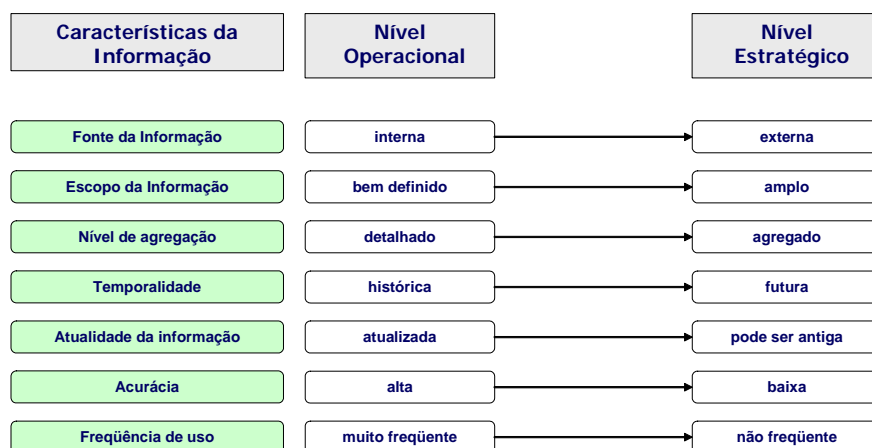 Características da
Informação
Nível
Operacional
Nível
Estratégico
Fonte da Informação
interna
externa
Escopo da Informação
bem definido
amplo
Nível de agregação
detalhado
agregado
Temporalidade
histórica
futura
Atualidade da informação
atualizada
pode ser antiga
Acurácia
alta
baixa
Freqüência de uso
muito freqüente
não freqüente